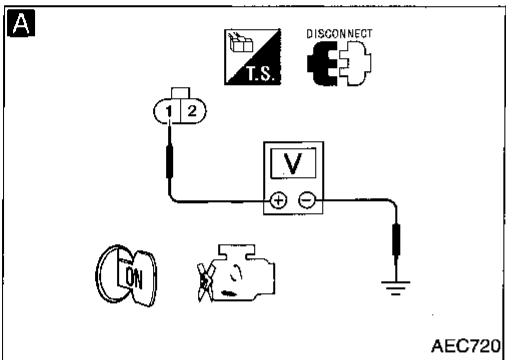 A
DISCONNECT
T.S.
1 2
V
+ −
ON
AEC720